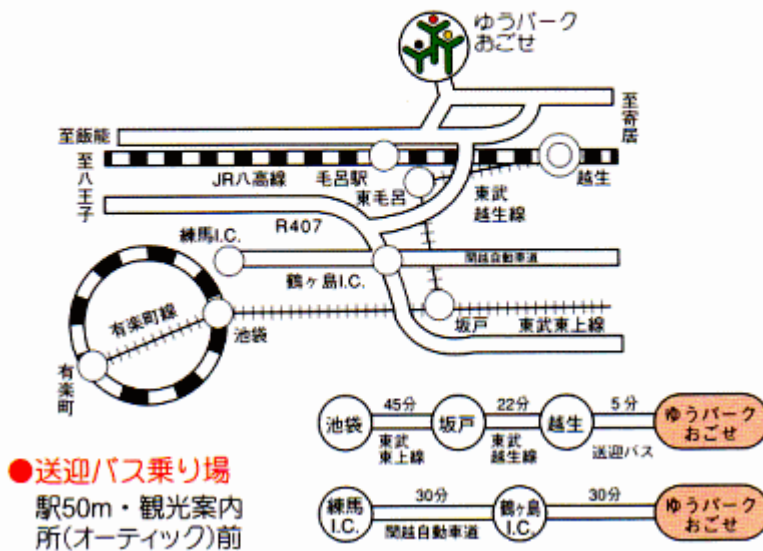 ゆうパーク
おごせ
至飯能
至寄居
至八王子
JR八高線
毛呂駅
越生
東毛呂
東武
越生線
R407
練馬I.C.
鶴ヶ島I.C.
関越自動車道
有楽町線
池袋
坂戸
東武東上線
有楽町
池袋
45分
東武
東上線
坂戸
22分
東武
越生線
越生
5分
送迎バス
ゆうパーク
おごせ
●送迎バス乗り場
駅50m・観光案内
所(オーティック)前
練馬
I.C.
30分
関越自動車道
鶴ヶ島
I.C.
30分
ゆうパーク
おごせ